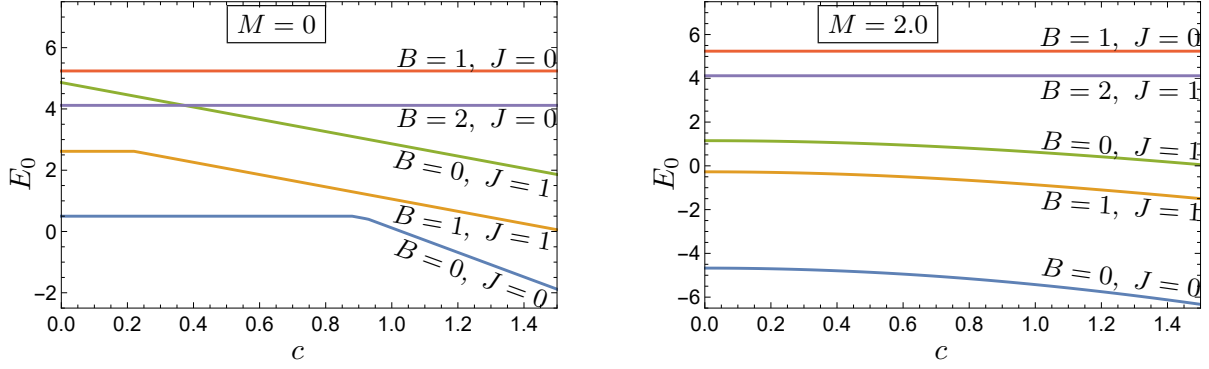 M = 0
B = 1, J = 0
B = 2, J = 0
B = 0, J = 1
B = 1, J = 1
B = 0, J = 0
E₀
6
4
2
0
−2
0.0 0.2 0.4 0.6 0.8 1.0 1.2 1.4
c
M = 2.0
B = 1, J = 0
B = 2, J = 1
B = 0, J = 1
B = 1, J = 1
B = 0, J = 0
E₀
6
4
2
0
−2
−4
−6
0.0 0.2 0.4 0.6 0.8 1.0 1.2 1.4
c